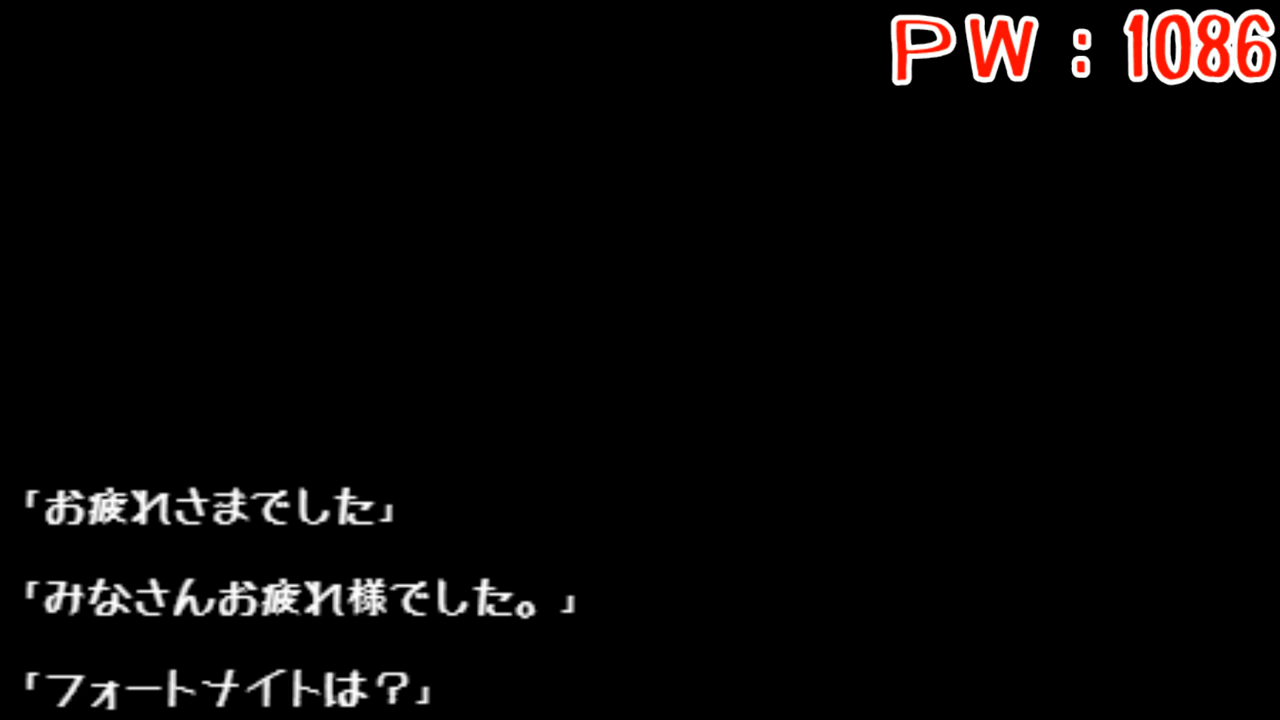 ＰＷ：1086
「お疲れさまでした」
「みなさんお疲れ様でした。」
「フォートナイトは？」